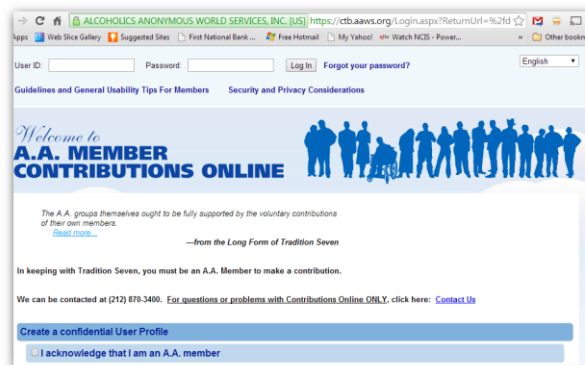 ALCOHOLICS ANONYMOUS WORLD SERVICES, INC. [US] https://ctb.aaws.org/Login.aspx?ReturnUrl=%2fd
Apps Web Slice Gallery Suggested Sites First National Bank ... Free Hotmail My Yahoo! Watch NCIS - Power... » Other bookm
User ID: Password: Log In Forgot your password? English
Guidelines and General Usability Tips For Members Security and Privacy Considerations
Welcome to
A.A. MEMBER
CONTRIBUTIONS ONLINE
The A.A. groups themselves ought to be fully supported by the voluntary contributions
of their own members.
Read more...
—from the Long Form of Tradition Seven
In keeping with Tradition Seven, you must be an A.A. Member to make a contribution.
We can be contacted at (212) 870-3400. For questions or problems with Contributions Online ONLY, click here: Contact Us
Create a confidential User Profile
I acknowledge that I am an A.A. member